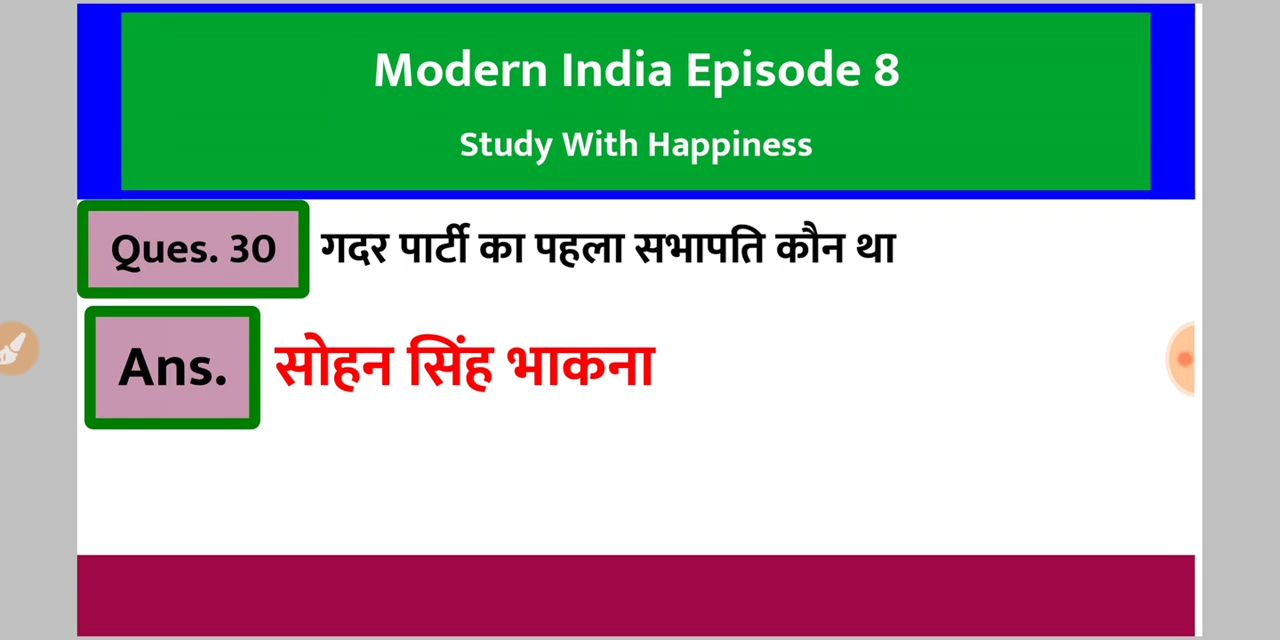 Modern India Episode 8
Study With Happiness
Ques. 30 गदर पार्टी का पहला सभापति कौन था
Ans. सोहन सिंह भाकना